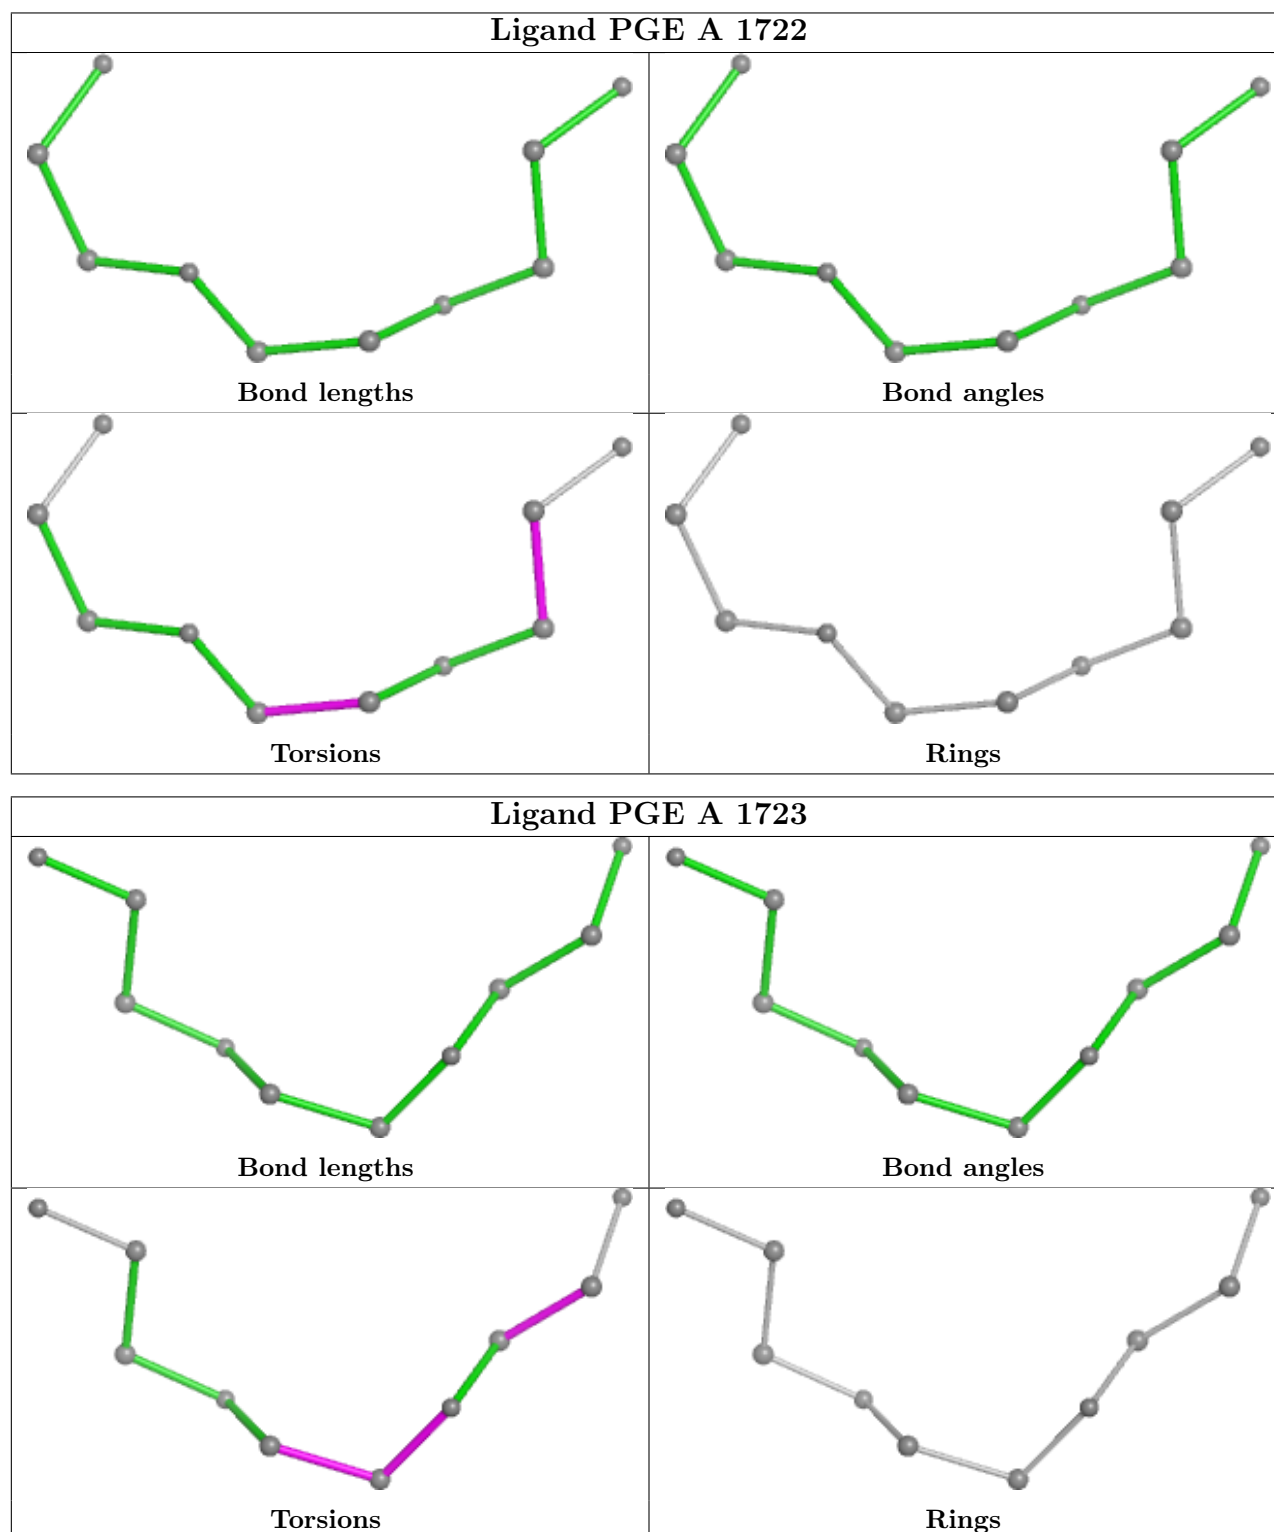 Ligand PGE A 1722
Bond lengths
Bond angles
Torsions
Rings
Ligand PGE A 1723
Bond lengths
Bond angles
Torsions
Rings